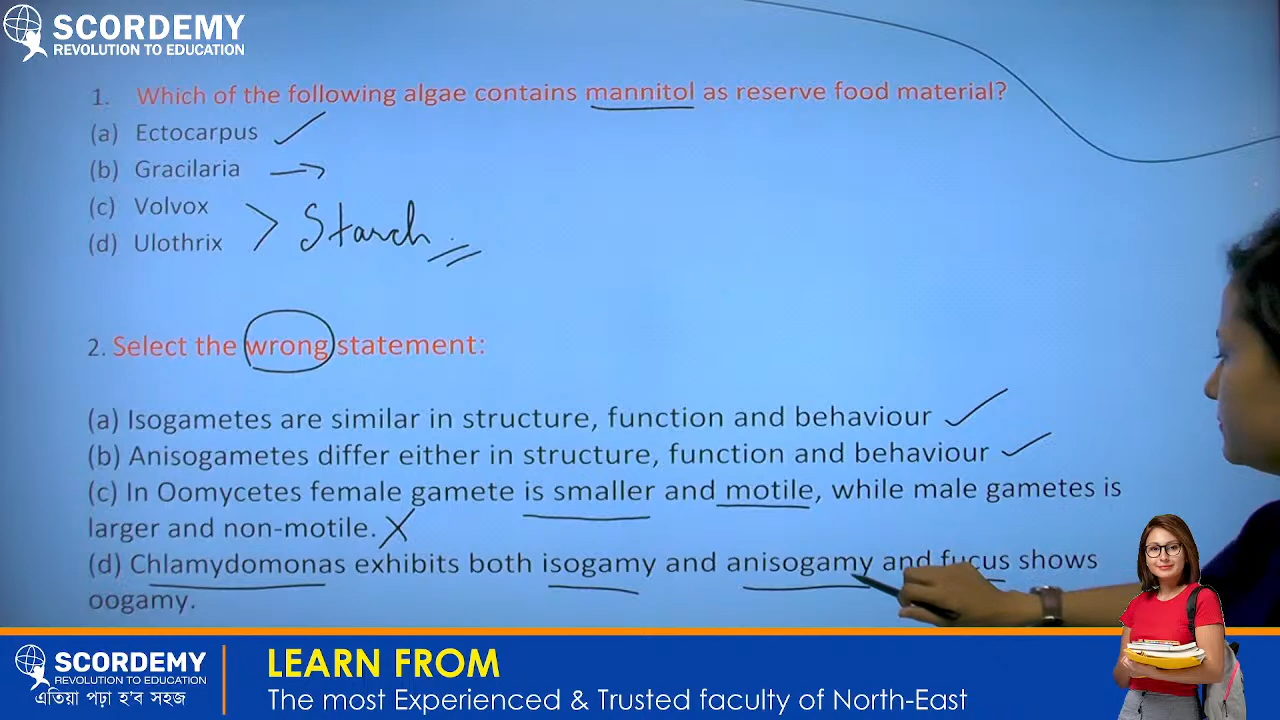 SCORDEMY
REVOLUTION TO EDUCATION
1. Which of the following algae contains mannitol as reserve food material?
(a) Ectocarpus
(b) Gracilaria
(c) Volvox
(d) Ulothrix
Starch
2. Select the wrong statement:
(a) Isogametes are similar in structure, function and behaviour
(b) Anisogametes differ either in structure, function and behaviour
(c) In Oomycetes female gamete is smaller and motile, while male gametes is
larger and non-motile.
(d) Chlamydomonas exhibits both isogamy and anisogamy and fucus shows
oogamy.
SCORDEMY
REVOLUTION TO EDUCATION
এতিয়া পঢ়া হ'ব সহজ
LEARN FROM
The most Experienced & Trusted faculty of North-East